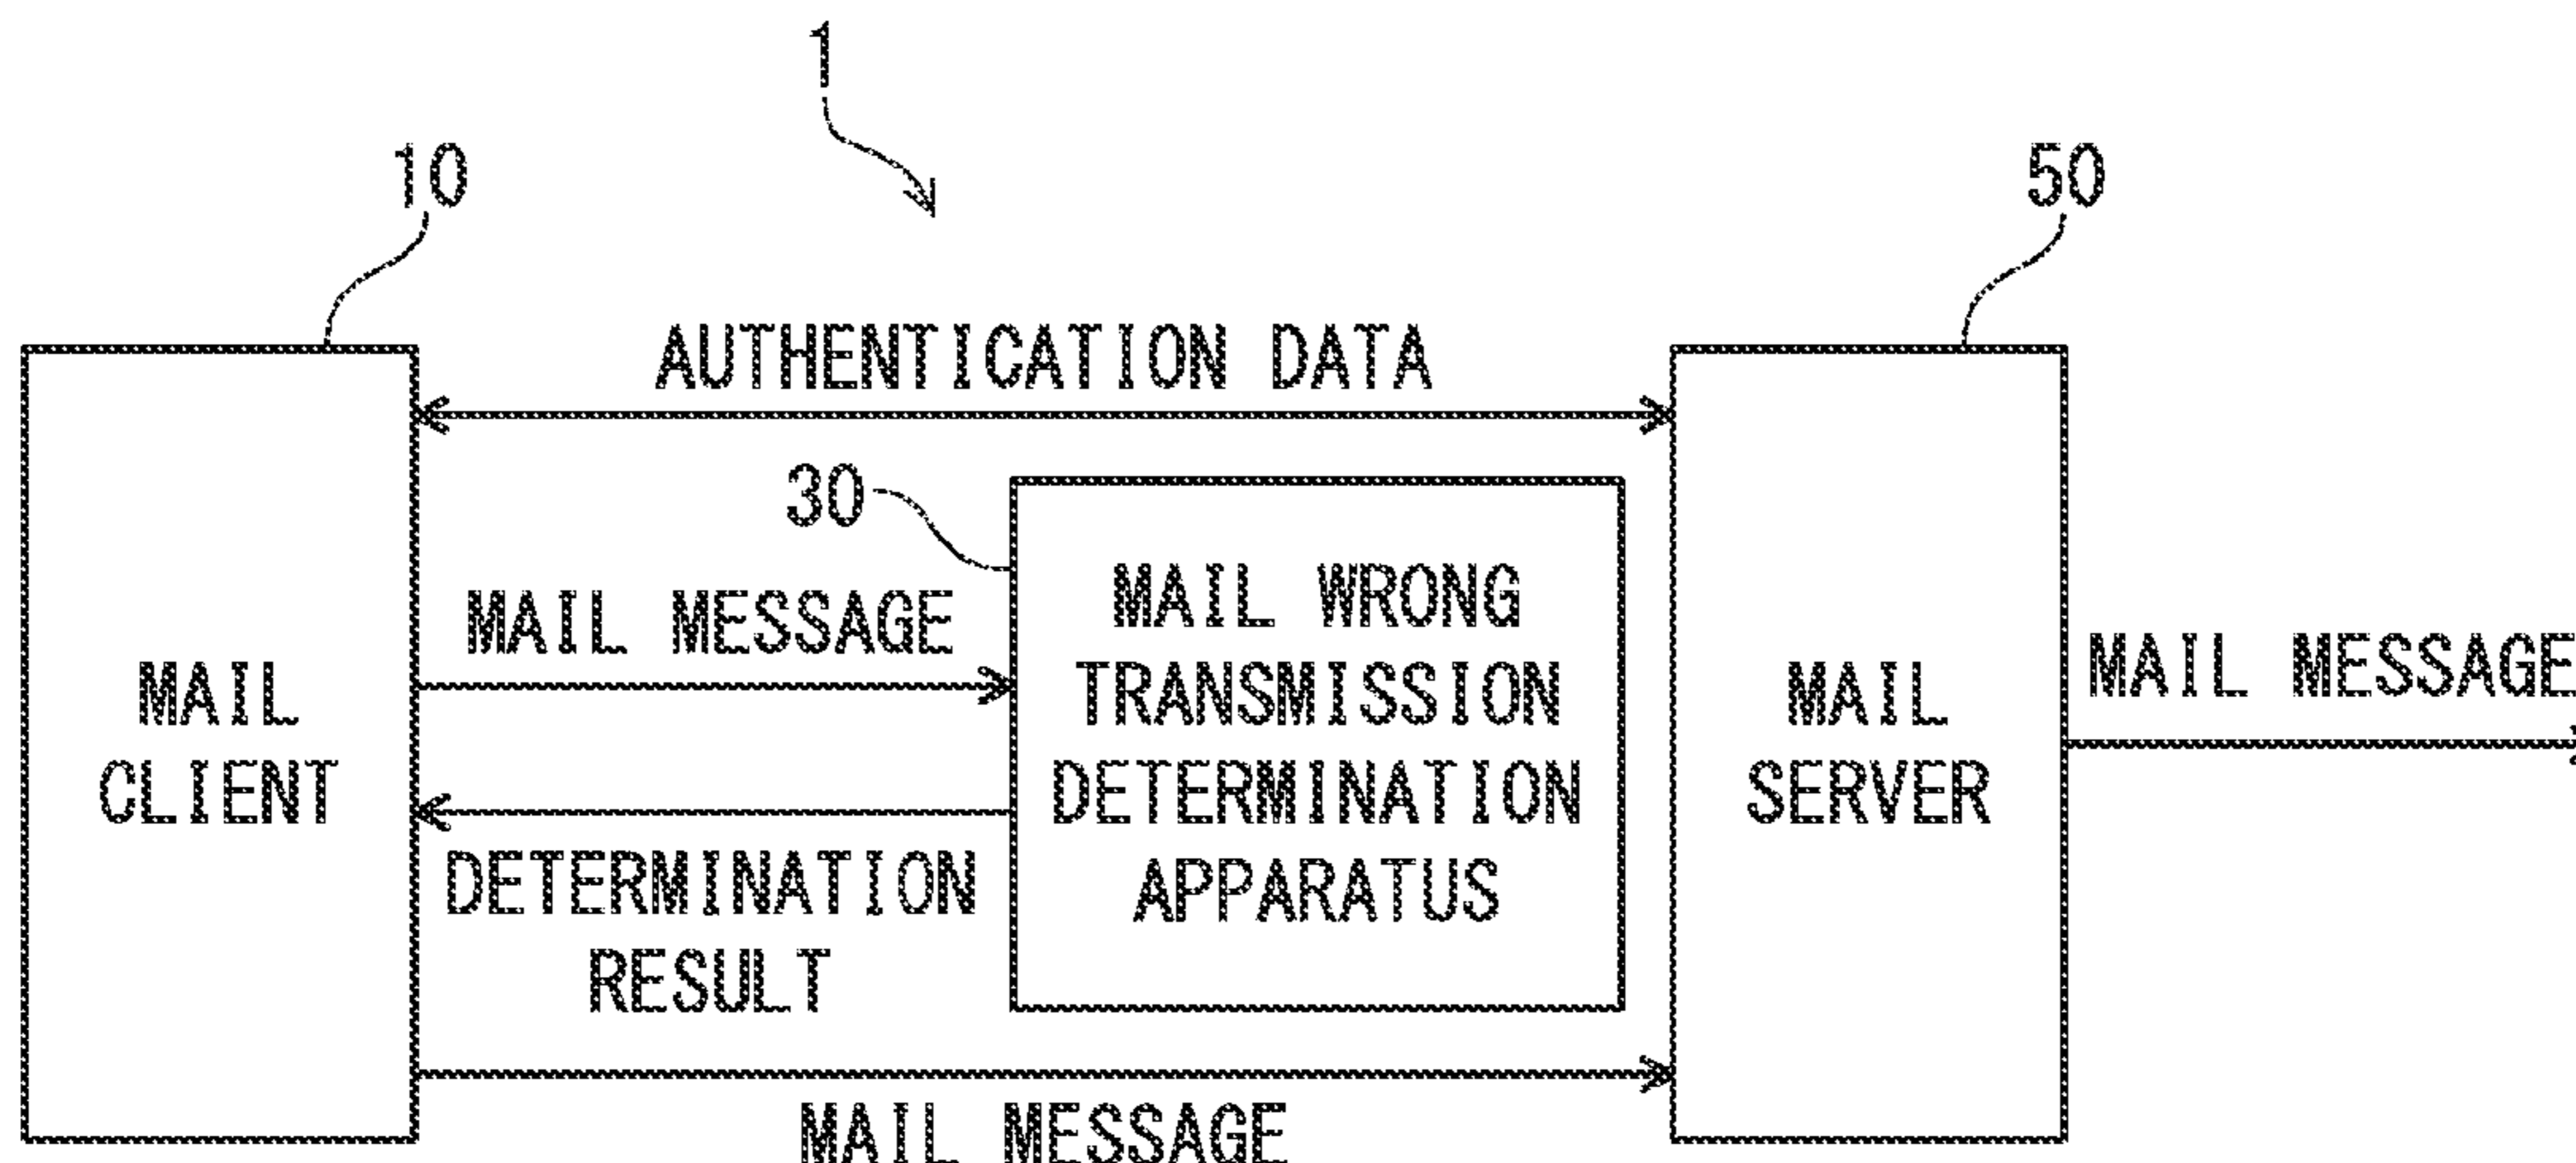 1
10
50
AUTHENTICATION DATA
30
MAIL WRONG
TRANSMISSION
DETERMINATION
APPARATUS
MAIL MESSAGE
MAIL
CLIENT
DETERMINATION
RESULT
MAIL
SERVER
MAIL MESSAGE
MAIL MESSAGE